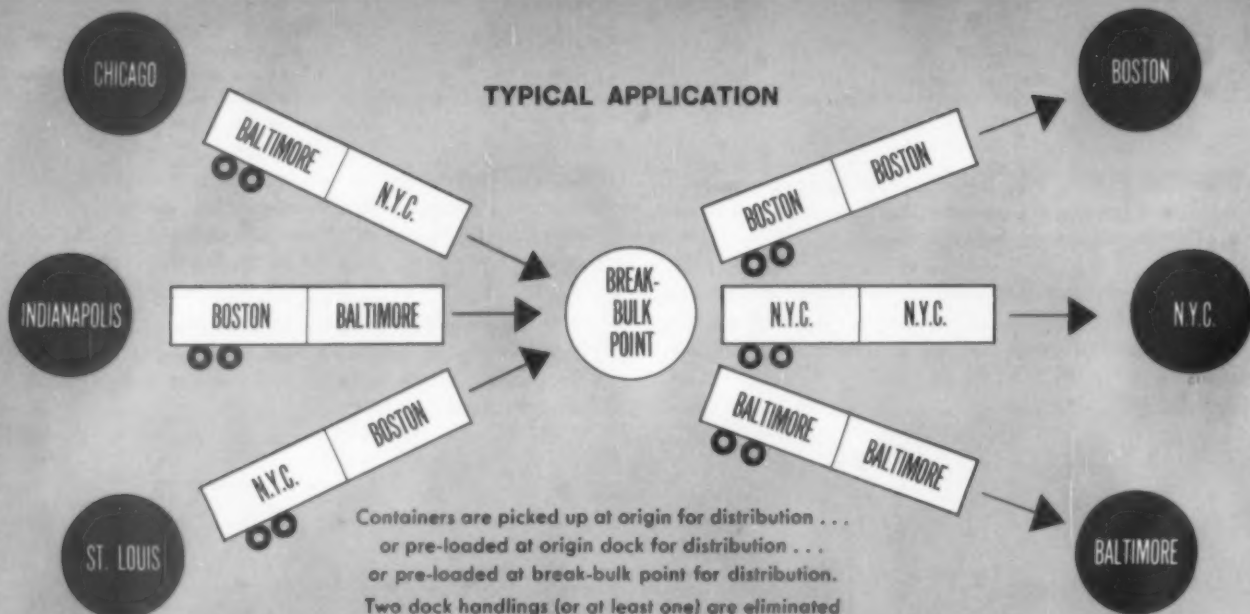 TYPICAL APPLICATION
CHICAGO
BALTIMORE
N.Y.C.
INDIANAPOLIS
BOSTON
BALTIMORE
ST. LOUIS
N.Y.C.
BOSTON
BREAK-
BULK
POINT
BOSTON
BOSTON
BOSTON
N.Y.C.
N.Y.C.
N.Y.C.
BALTIMORE
BALTIMORE
BALTIMORE
Containers are picked up at origin for distribution . . .
or pre-loaded at origin dock for distribution . . .
or pre-loaded at break-bulk point for distribution.
Two dock handlings (or at least one) are eliminated